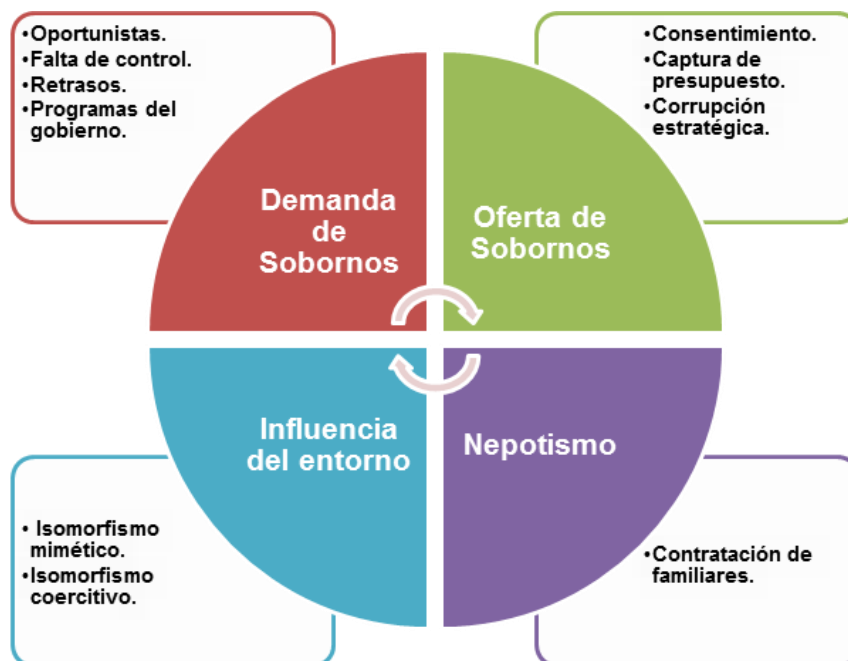 •Oportunistas.
•Falta de control.
•Retrasos.
•Programas del
gobierno.
•Consentimiento.
•Captura de
presupuesto.
•Corrupción
estratégica.
Demanda
de
Sobornos
Oferta de
Sobornos
Influencia
del entorno
Nepotismo
• Isomorfismo
mimético.
•Isomorfismo
coercitivo.
•Contratación de
familiares.